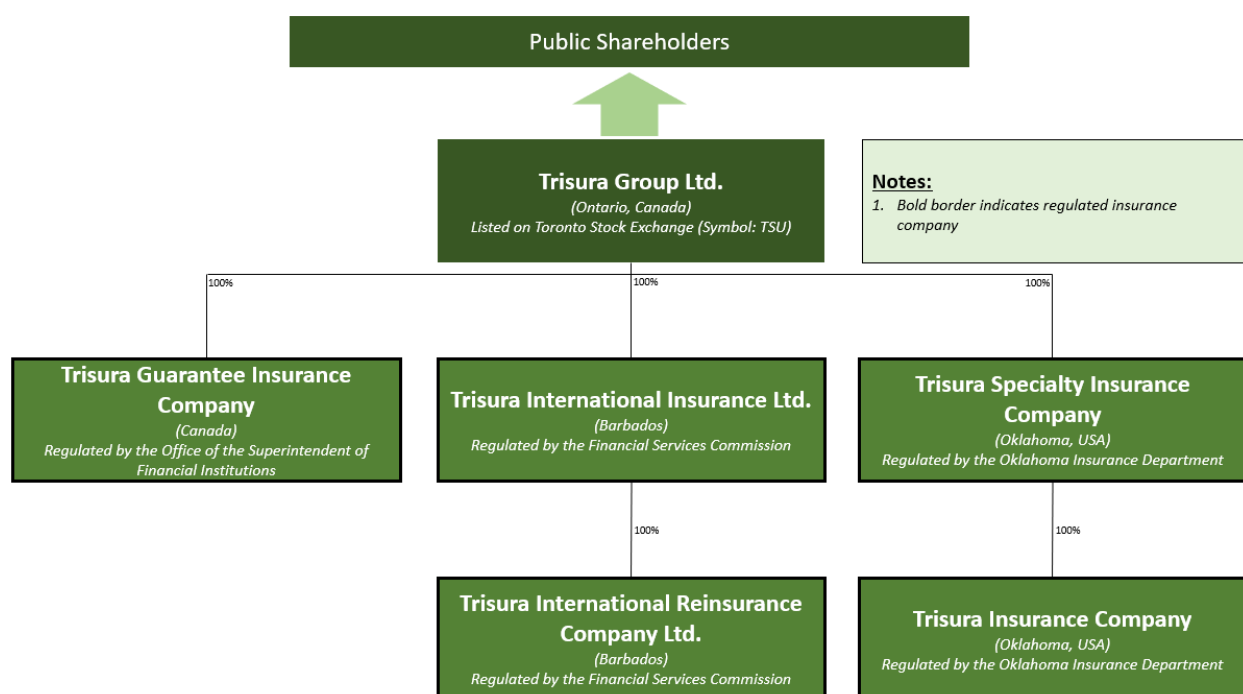 Public Shareholders
Trisura Group Ltd.
(Ontario, Canada)
Listed on Toronto Stock Exchange (Symbol: TSU)
Notes:
1. Bold border indicates regulated insurance
company
100%
100%
100%
Trisura Guarantee Insurance
Company
(Canada)
Regulated by the Office of the Superintendent of
Financial Institutions
Trisura International Insurance Ltd.
(Barbados)
Regulated by the Financial Services Commission
Trisura Specialty Insurance
Company
(Oklahoma, USA)
Regulated by the Oklahoma Insurance Department
100%
100%
Trisura International Reinsurance
Company Ltd.
(Barbados)
Regulated by the Financial Services Commission
Trisura Insurance Company
(Oklahoma, USA)
Regulated by the Oklahoma Insurance Department